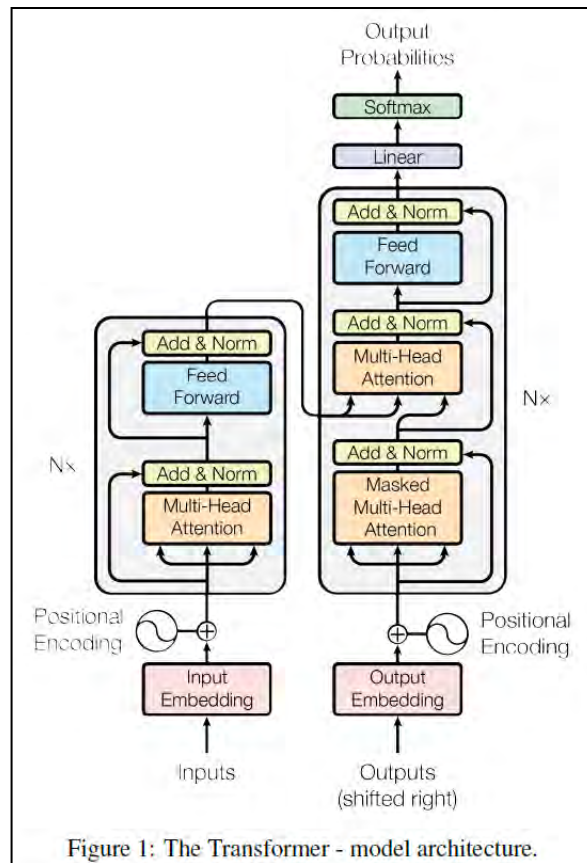 Output
Probabilities
Softmax
Linear
Add & Norm
Feed
Forward
Add & Norm
Multi-Head
Attention
Add & Norm
Masked
Multi-Head
Attention
Nx
Positional
Encoding
Output
Embedding
Outputs
(shifted right)
Add & Norm
Feed
Forward
Add & Norm
Multi-Head
Attention
Nx
Positional
Encoding
Input
Embedding
Inputs
Figure 1: The Transformer - model architecture.